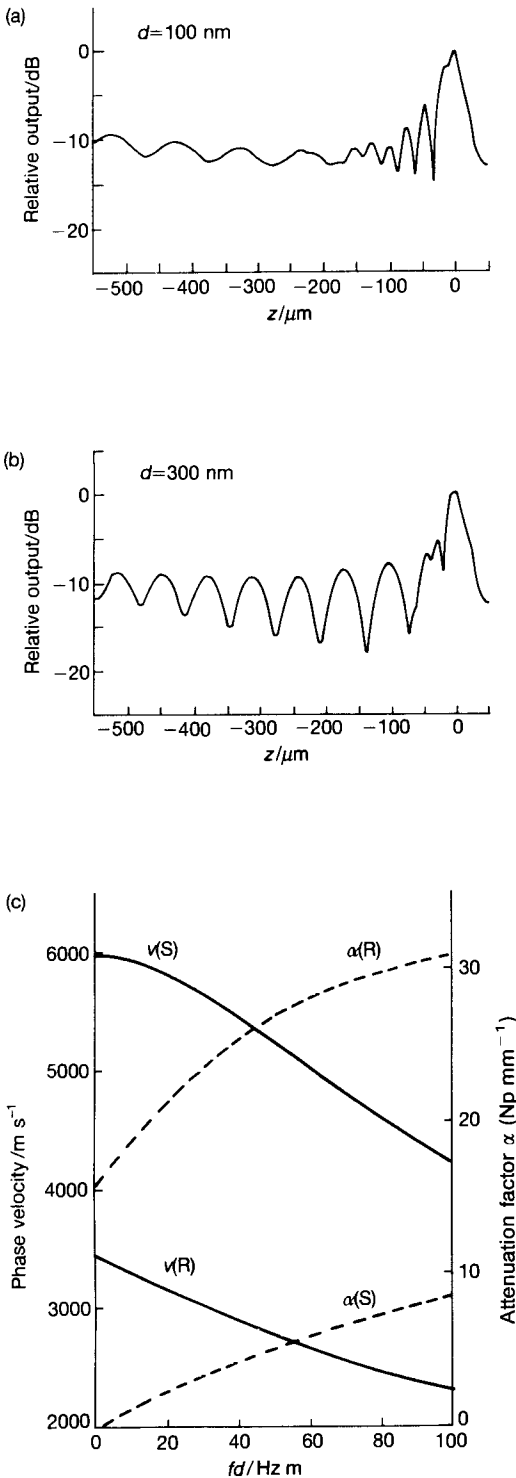 (a)
d=100 nm
0
−10
−20
Relative output/dB
−500 −400 −300 −200 −100 0
z/μm
(b)
d=300 nm
0
−10
−20
Relative output/dB
−500 −400 −300 −200 −100 0
z/μm
(c)
6000
5000
4000
3000
2000
Phase velocity/m s⁻¹
v(S)
α(R)
v(R)
α(S)
30
20
10
0
Attenuation factor α (Np mm⁻¹)
0 20 40 60 80 100
fd/Hz m